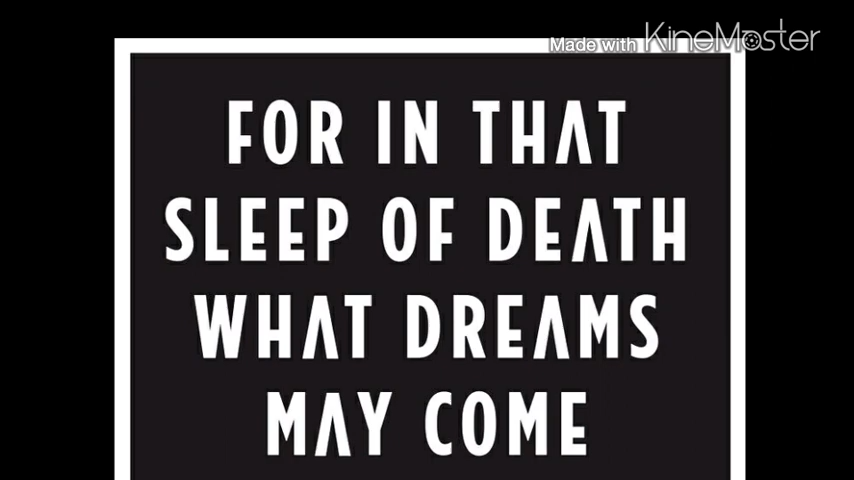 Made with KINEMASTER
FOR IN THAT
SLEEP OF DEATH
WHAT DREAMS
MAY COME